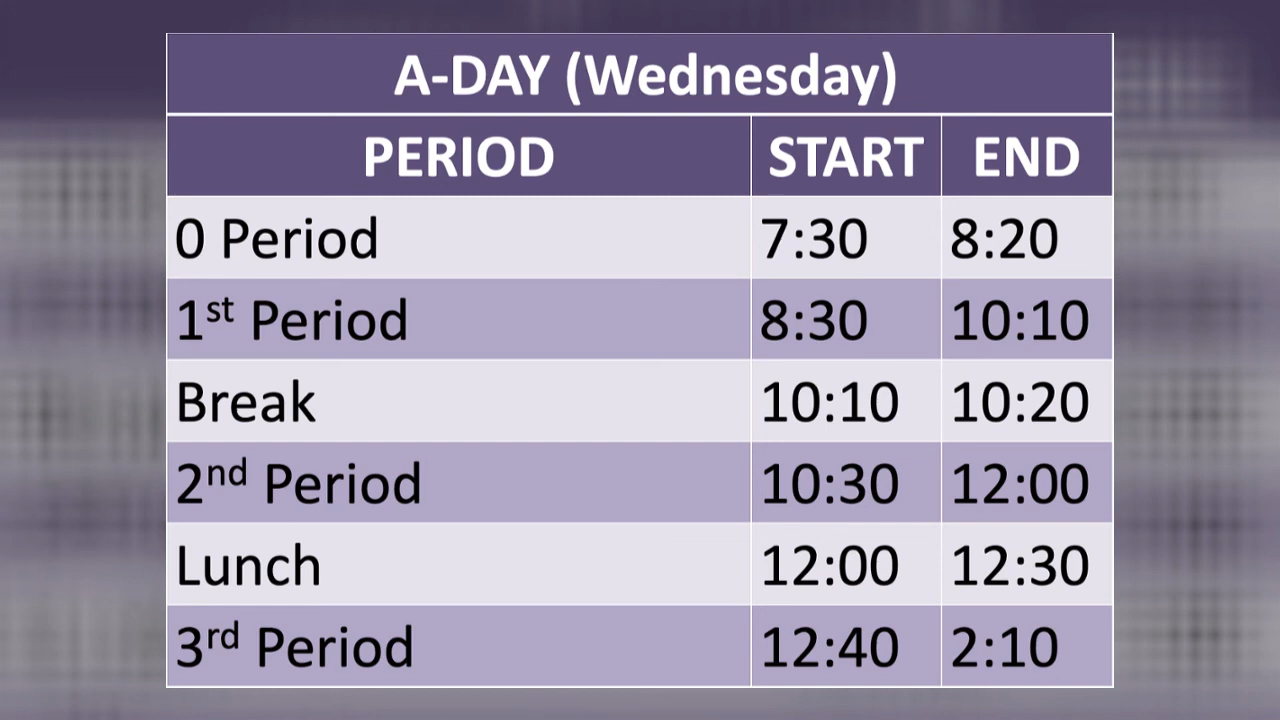 A-DAY (Wednesday)
PERIOD START END
0 Period 7:30 8:20
1st Period 8:30 10:10
Break 10:10 10:20
2nd Period 10:30 12:00
Lunch 12:00 12:30
3rd Period 12:40 2:10